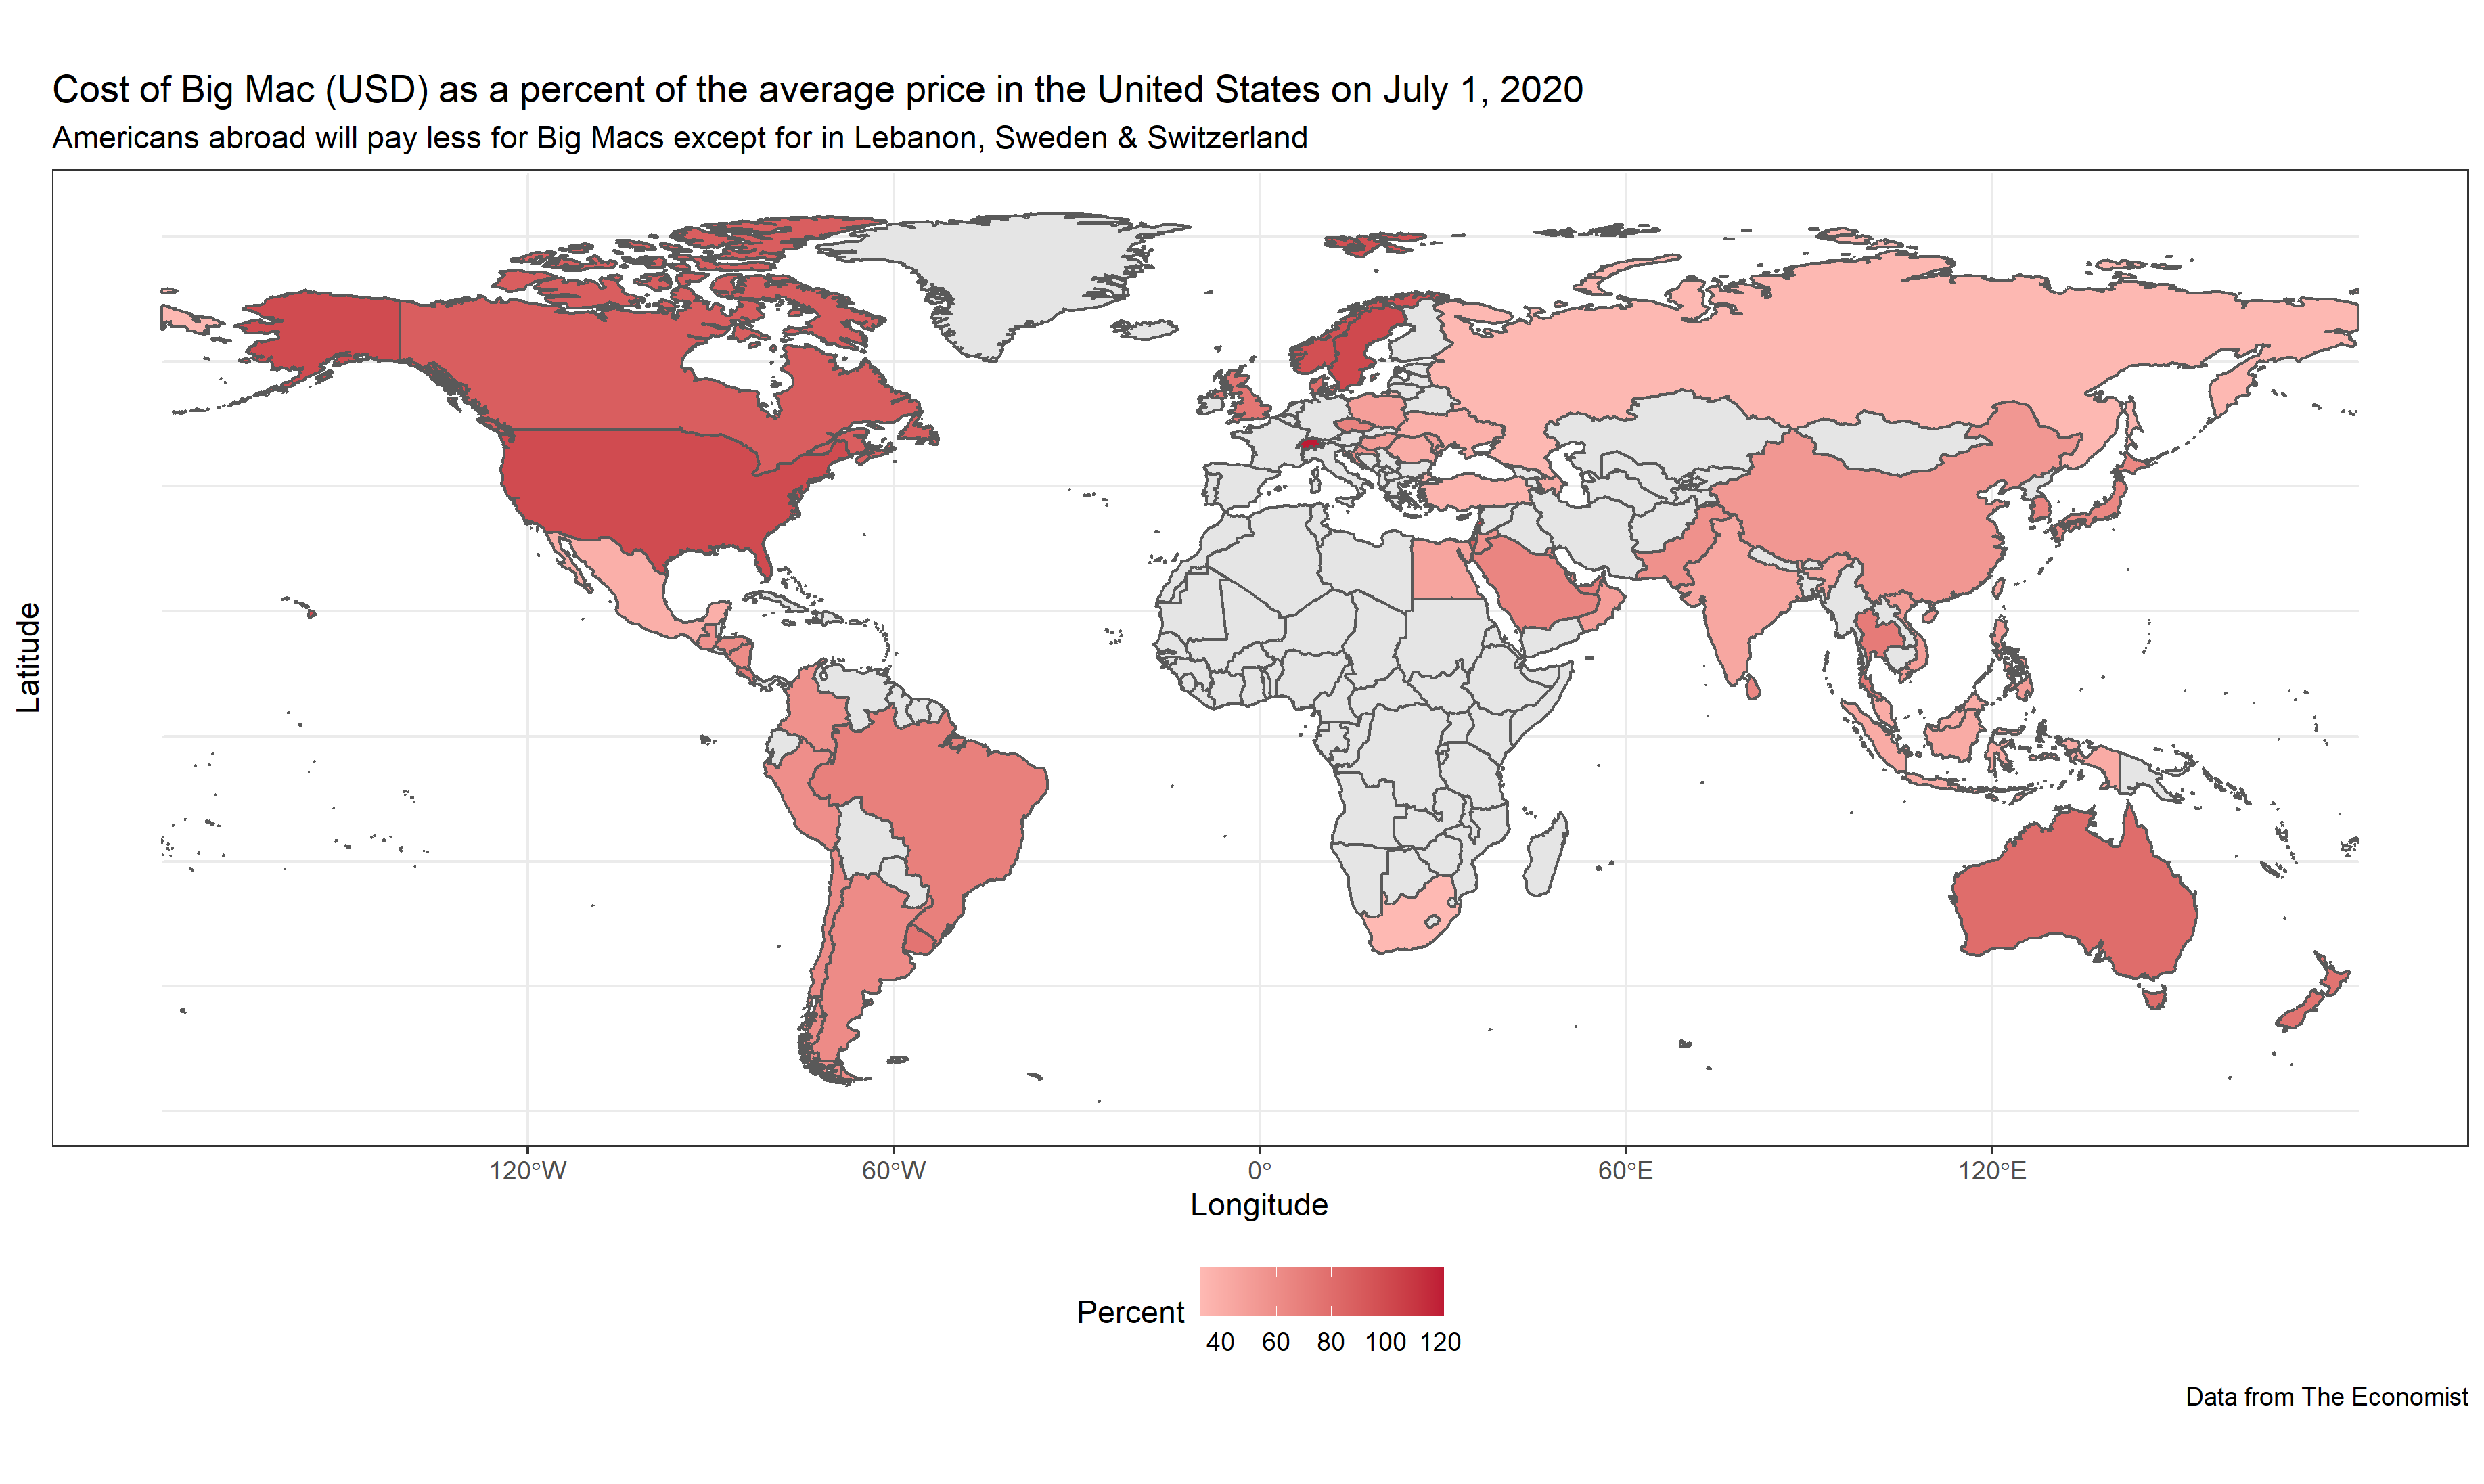 Cost of Big Mac (USD) as a percent of the average price in the United States on July 1, 2020
Americans abroad will pay less for Big Macs except for in Lebanon, Sweden & Switzerland
Latitude
120°W 60°W 0° 60°E 120°E
Longitude
Percent
40 60 80 100 120
Data from The Economist